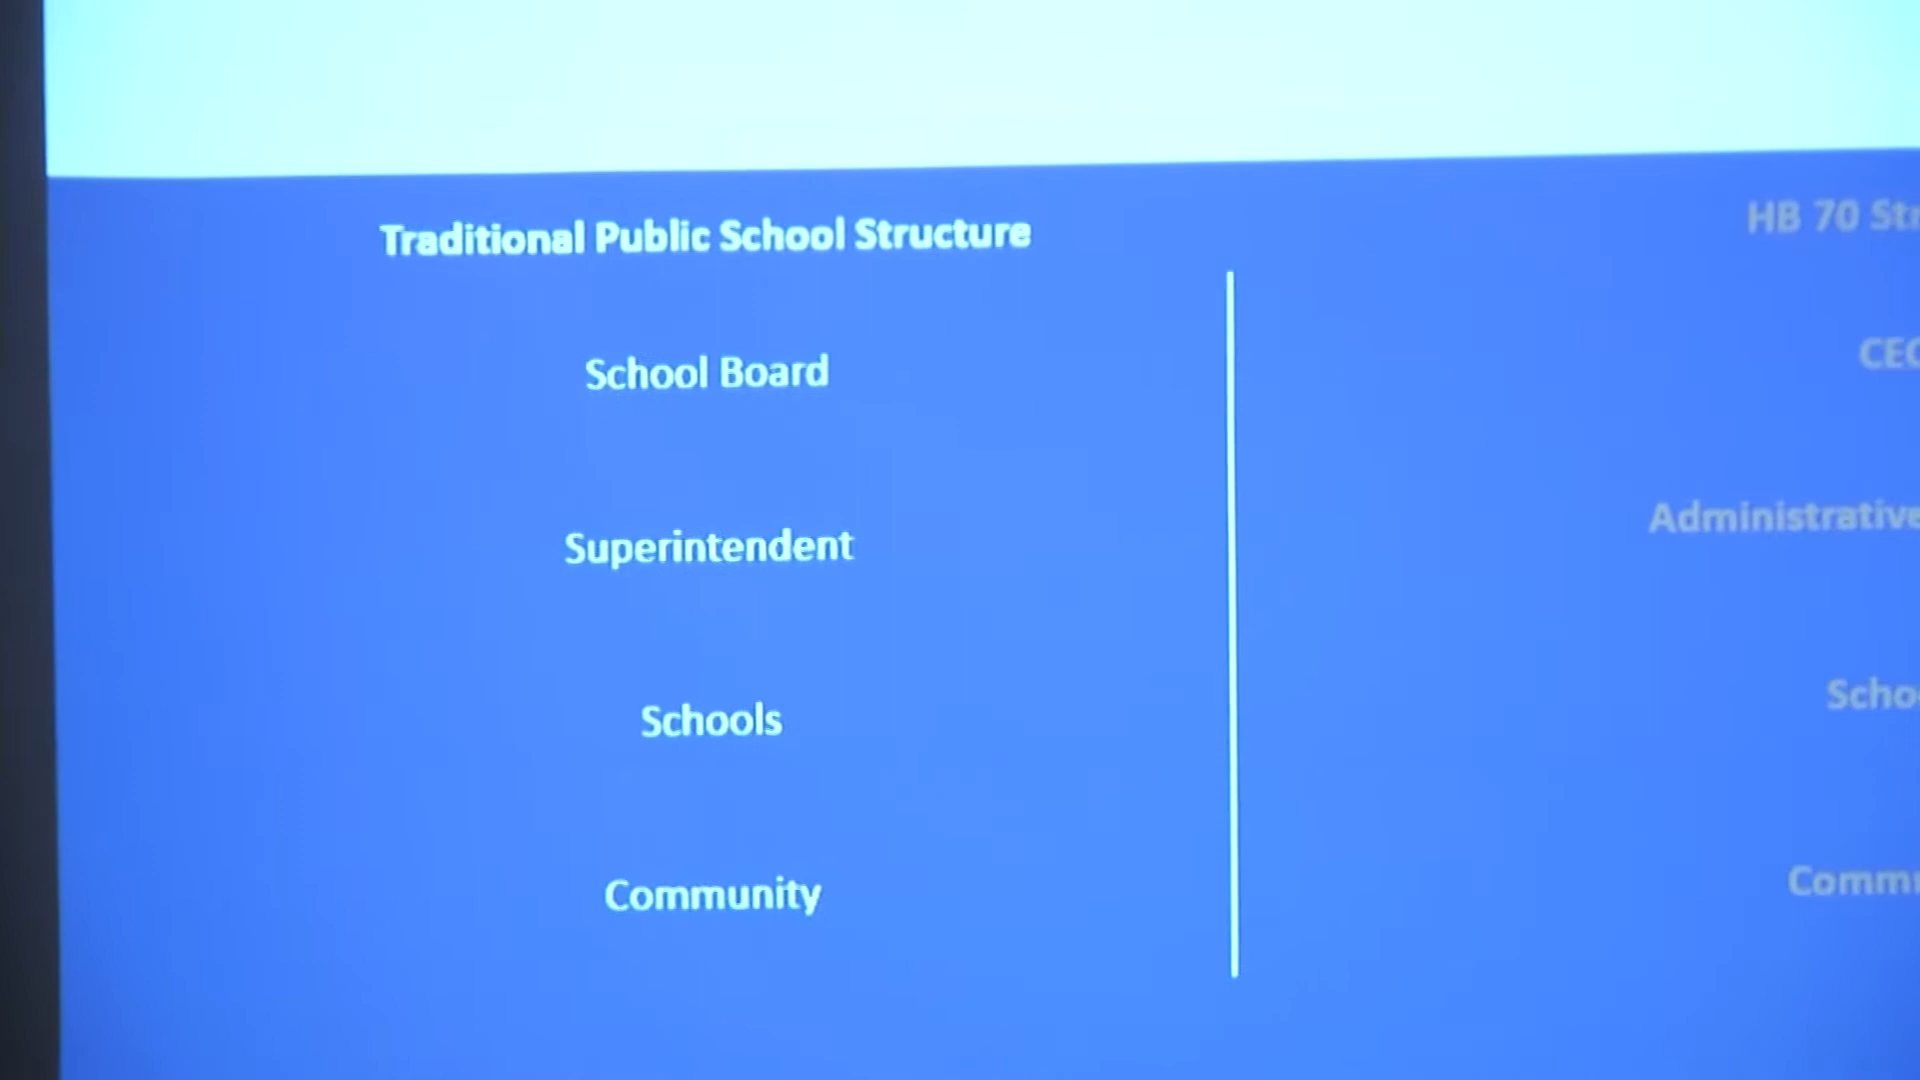 Traditional Public School Structure
School Board
Superintendent
Schools
Community
HB 70
Administrative